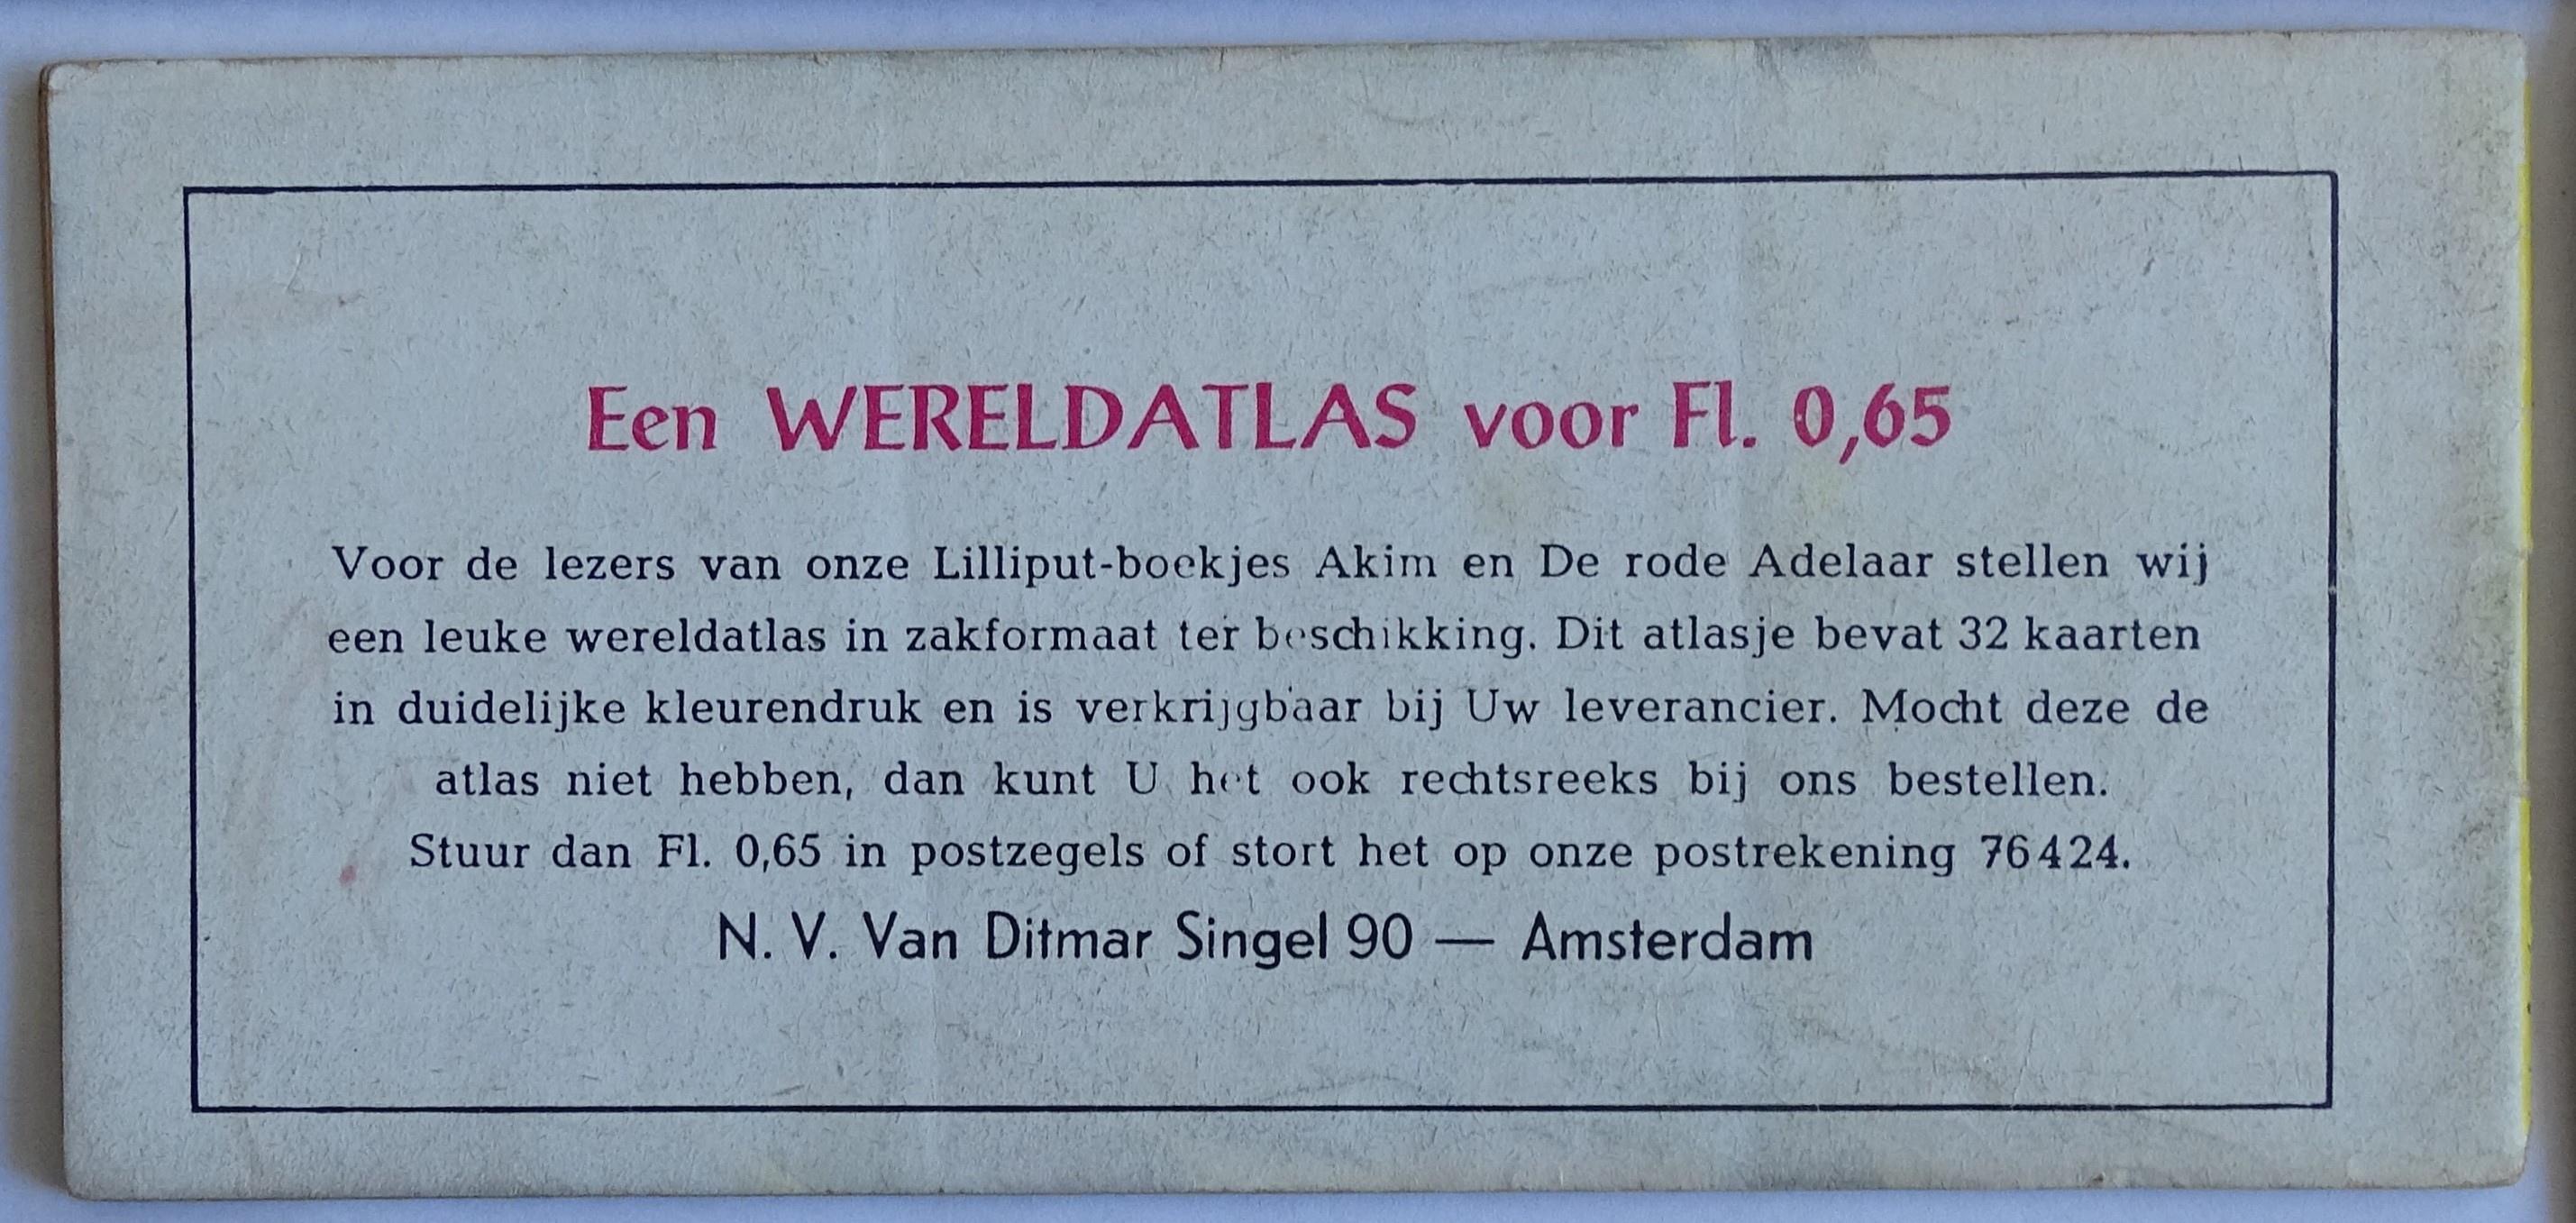 Een WERELDATLAS voor Fl. 0,65
Voor de lezers van onze Lilliput-boekjes Akim en De rode Adelaar stellen wij
een leuke wereldatlas in zakformaat ter beschikking. Dit atlasje bevat 32 kaarten
in duidelijke kleurendruk en is verkrijgbaar bij Uw leverancier. Mocht deze de
atlas niet hebben, dan kunt U het ook rechtsreeks bij ons bestellen.
Stuur dan Fl. 0,65 in postzegels of stort het op onze postrekening 76424.
N. V. Van Ditmar Singel 90 — Amsterdam